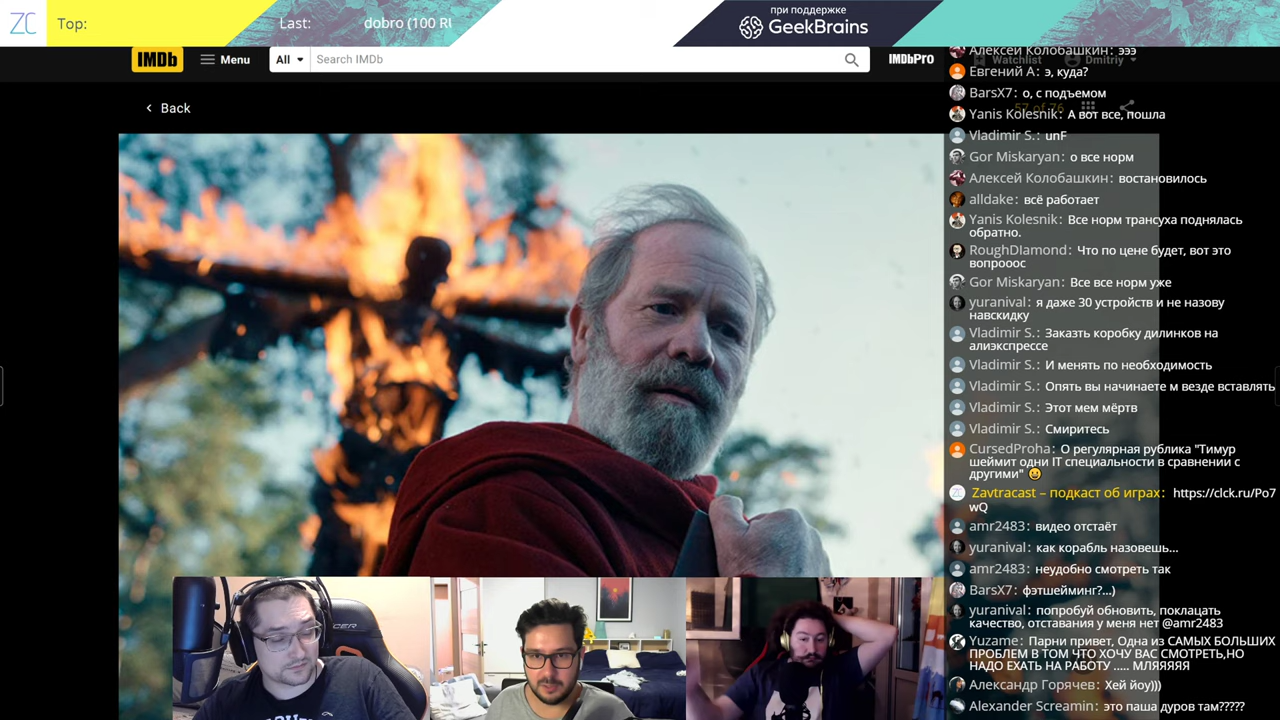 ZC
Top:
Last:
dobro (100 RU
при поддержке
GeekBrains
IMDb
Menu
All
Search IMDb
IMDbPro
Watchlist
Dmitriy
Back
57 of 76
Алексей Колобашкин: эээ
Евгений А: э, куда?
BarsX7: о, с подъемом
Yanis Kolesnik: А вот все, пошла
Vladimir S.: unF
Gor Miskaryan: о все норм
Алексей Колобашкин: востановилось
alldake: всё работает
Yanis Kolesnik: Все норм трансуха поднялась
обратно.
RoughDIamond: Что по цене будет, вот это
вопрооос
Gor Miskaryan: Все все норм уже
yuranival: я даже 30 устройств и не назову
навскидку
Vladimir S.: Заказть коробку дилинков на
алиэкспрессе
Vladimir S.: И менять по необходимость
Vladimir S.: Опять вы начинаете м везде вставлять
Vladimir S.: Этот мем мёртв
Vladimir S.: Смиритесь
CursedProha: О регулярная рублика "Тимур
шеймит одни IT специальности в сравнении с
другими" 😀
Zavtracast – подкаст об играх: https://clck.ru/Po7
wQ
amr2483: видео отстаёт
yuranival: как корабль назовешь...
amr2483: неудобно смотреть так
BarsX7: фэтшейминг?...)
yuranival: попробуй обновить, поклацать
качество, отставания у меня нет @amr2483
Yuzame: Парни привет, Одна из САМЫХ БОЛЬШИХ
ПРОБЛЕМ В ТОМ ЧТО ХОЧУ ВАС СМОТРЕТЬ,НО
НАДО ЕХАТЬ НА РАБОТУ ..... МЛЯЯЯЯЯ
Александр Горячев: Хей йоу)))
Alexander Screamin: это паша дуров там?????